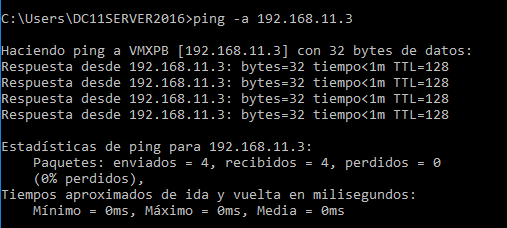 C:\Users\DC11SERVER2016>ping -a 192.168.11.3
Haciendo ping a VMXPB [192.168.11.3] con 32 bytes de datos:
Respuesta desde 192.168.11.3: bytes=32 tiempo<1m TTL=128
Respuesta desde 192.168.11.3: bytes=32 tiempo<1m TTL=128
Respuesta desde 192.168.11.3: bytes=32 tiempo<1m TTL=128
Respuesta desde 192.168.11.3: bytes=32 tiempo<1m TTL=128
Estadísticas de ping para 192.168.11.3:
Paquetes: enviados = 4, recibidos = 4, perdidos = 0
(0% perdidos),
Tiempos aproximados de ida y vuelta en milisegundos:
Mínimo = 0ms, Máximo = 0ms, Media = 0ms